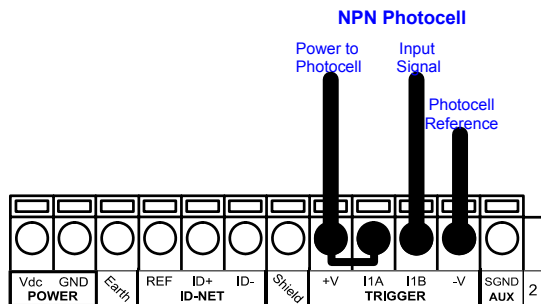 NPN Photocell
Power to
Photocell
Input
Signal
Photocell
Reference
Vdc GND Earth REF ID+ ID- Shield +V I1A I1B -V SGND 2
POWER ID-NET TRIGGER AUX